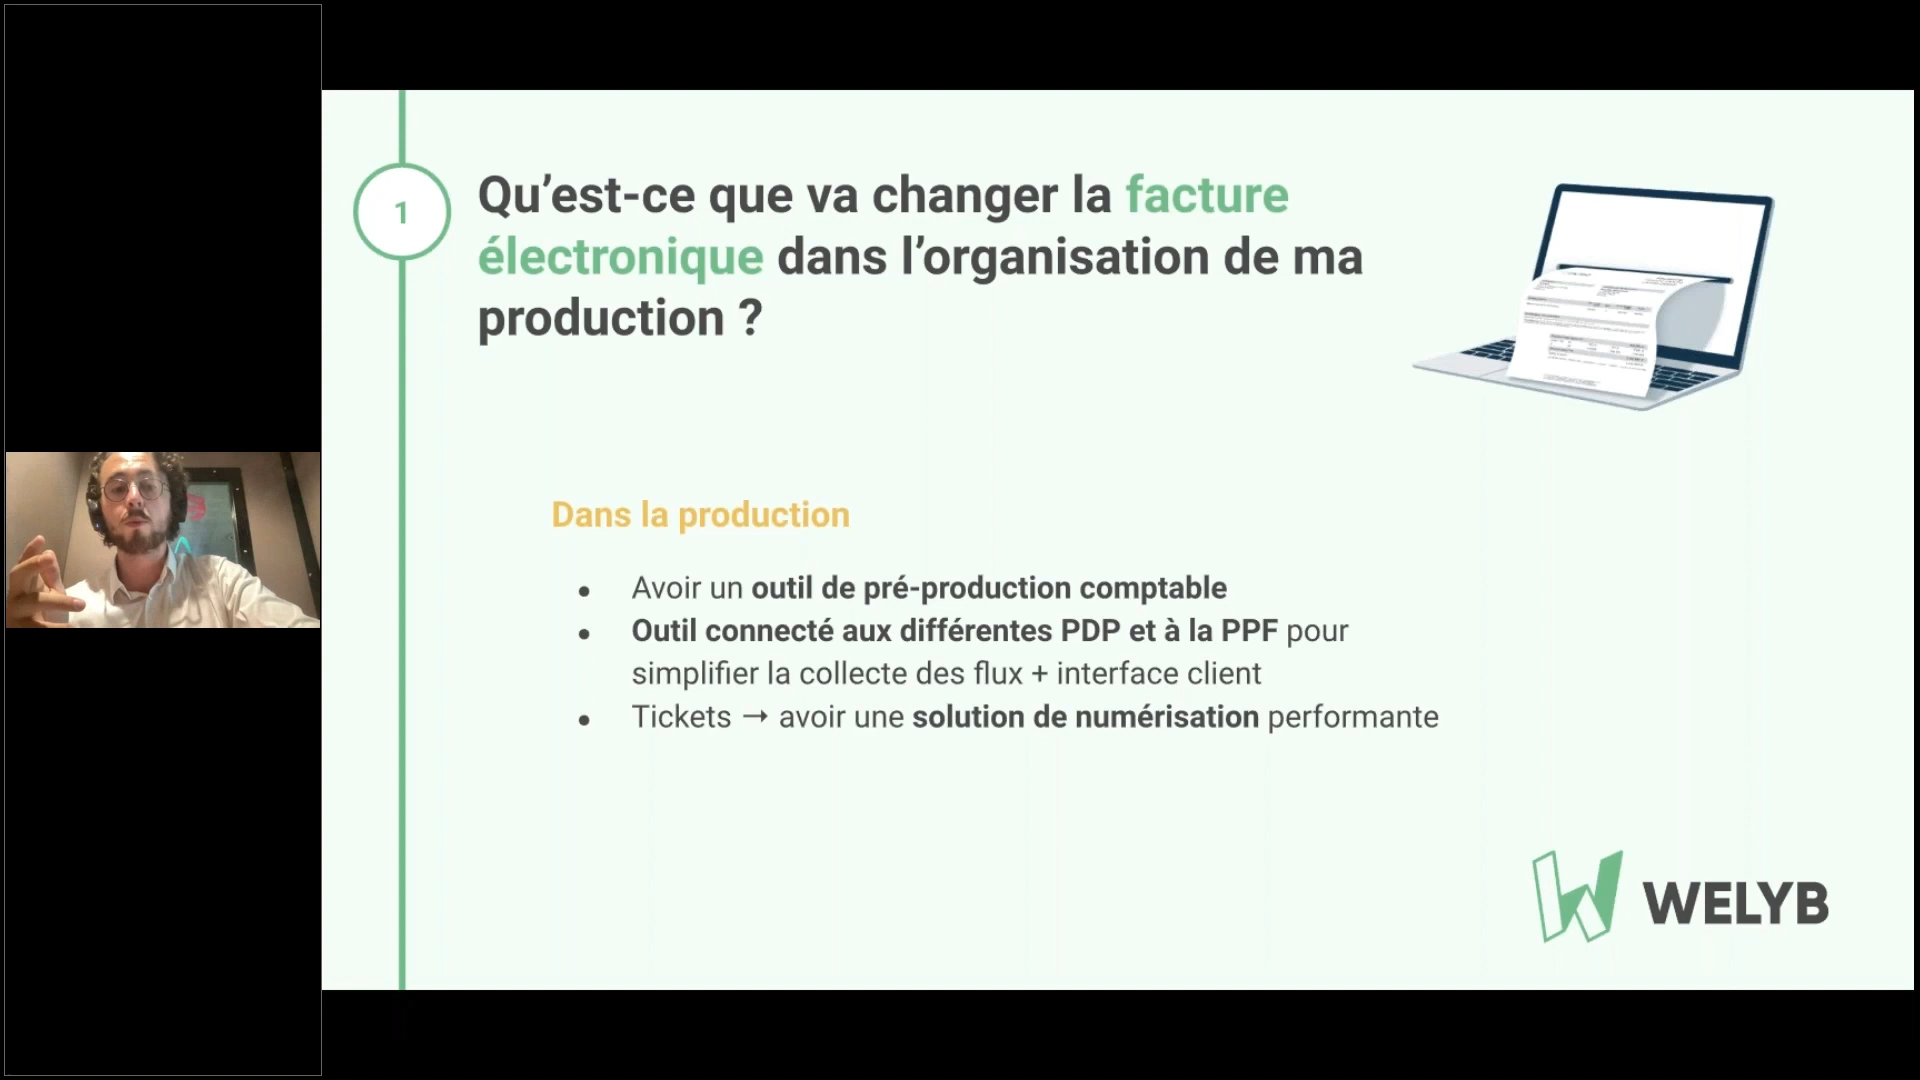 1
Qu’est-ce que va changer la facture
électronique dans l’organisation de ma
production ?
Dans la production
● Avoir un outil de pré-production comptable
● Outil connecté aux différentes PDP et à la PPF pour
simplifier la collecte des flux + interface client
● Tickets → avoir une solution de numérisation performante
WELYB